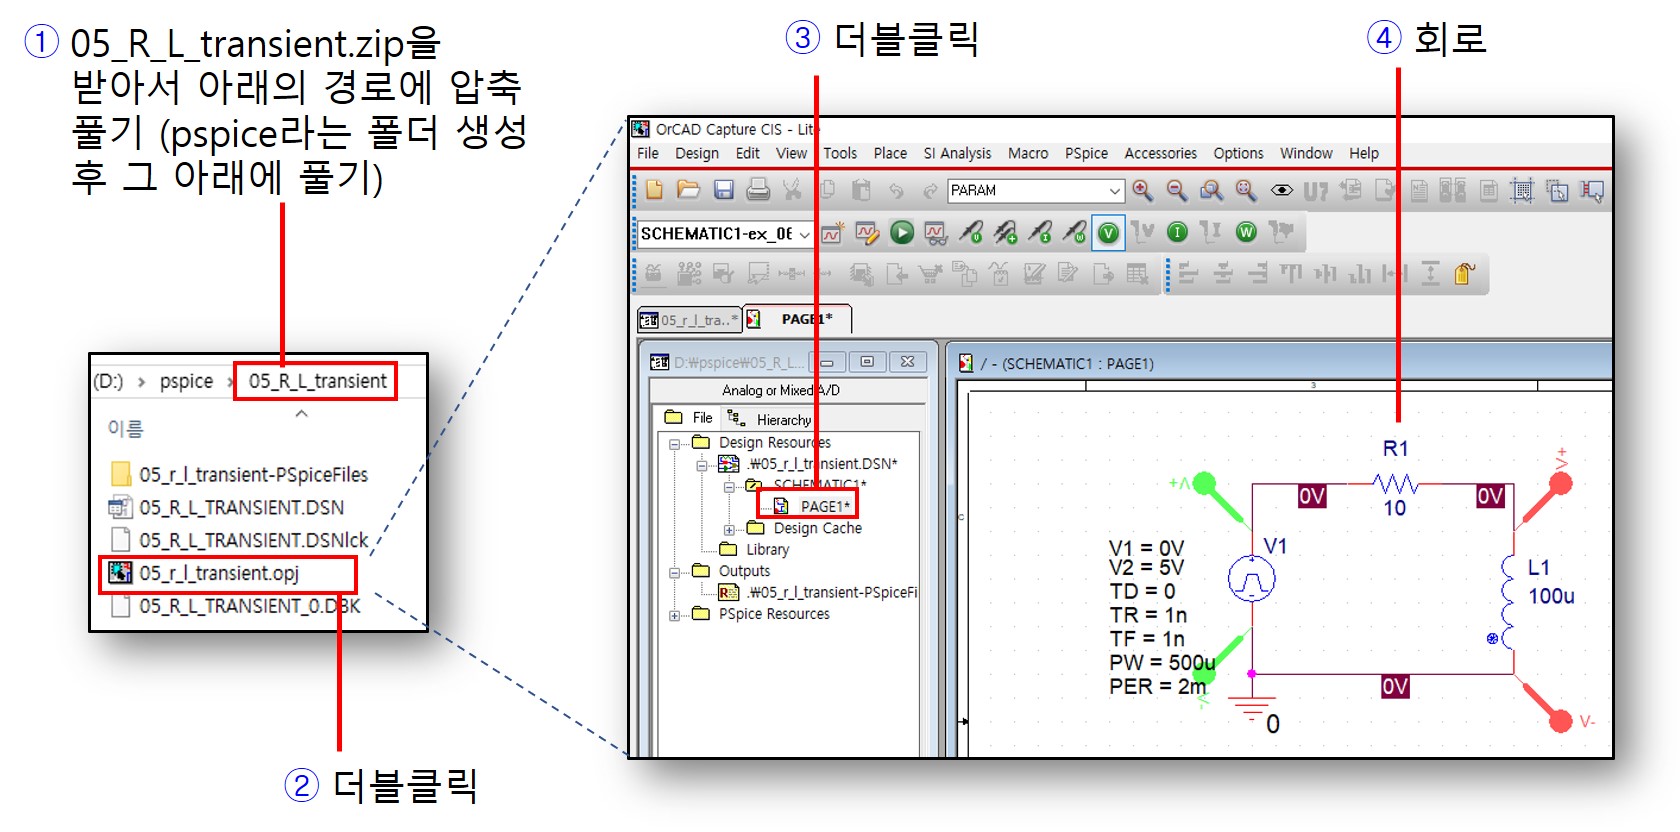 ① 05_R_L_transient.zip을
받아서 아래의 경로에 압축
풀기 (pspice라는 폴더 생성
후 그 아래에 풀기)
③ 더블클릭
④ 회로
(D:) › pspice › 05_R_L_transient
이름
05_r_l_transient-PSpiceFiles
05_R_L_TRANSIENT.DSN
05_R_L_TRANSIENT.DSNlck
05_r_l_transient.opj
05_R_L_TRANSIENT_0.DBK
② 더블클릭
OrCAD Capture CIS - Lite
File Design Edit View Tools Place SI Analysis Macro PSpice Accessories Options Window Help
PARAM
U?
SCHEMATIC1-ex_06
V I W
05_r_l_tra..* PAGE1*
D:₩pspice₩05_R_L...
Analog or Mixed A/D
File Hierarchy
Design Resources
.₩05_r_l_transient.DSN*
SCHEMATIC1*
PAGE1*
Design Cache
Library
Outputs
.₩05_r_l_transient-PSpiceFi
PSpice Resources
/ - (SCHEMATIC1 : PAGE1)
3
C
R1
10
0V
0V
V+
V+
V1
V1 = 0V
V2 = 5V
TD = 0
TR = 1n
TF = 1n
PW = 500u
PER = 2m
L1
100u
0V
0
V-